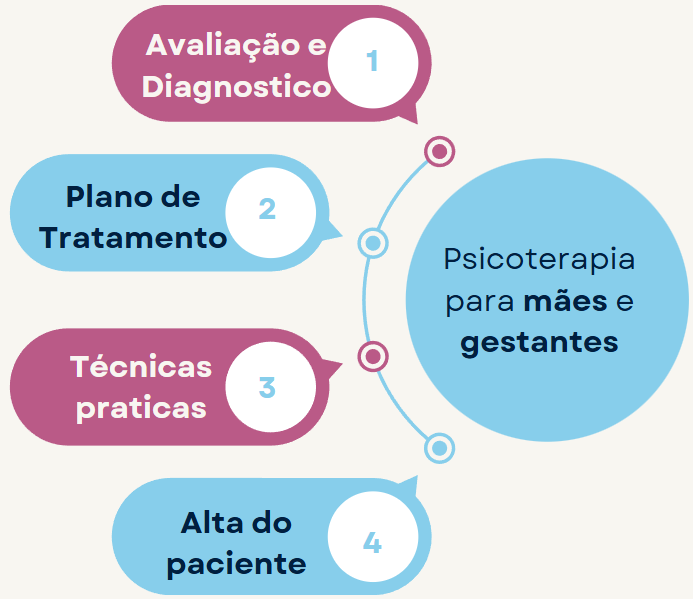 Avaliação e
Diagnostico
1
Plano de
Tratamento
2
Técnicas
praticas
3
Alta do
paciente
4
Psicoterapia
para mães e
gestantes